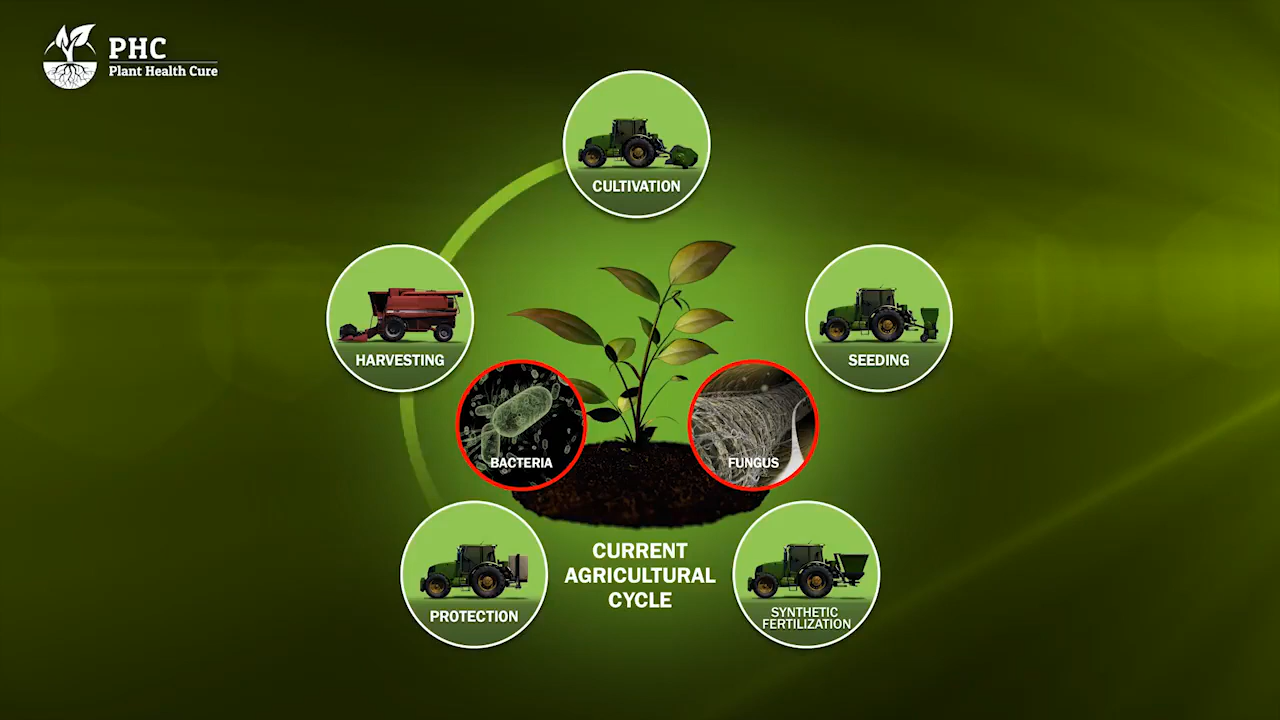 PHC
Plant Health Cure
CULTIVATION
HARVESTING
SEEDING
BACTERIA
FUNGUS
CURRENT
AGRICULTURAL
CYCLE
PROTECTION
SYNTHETIC
FERTILIZATION